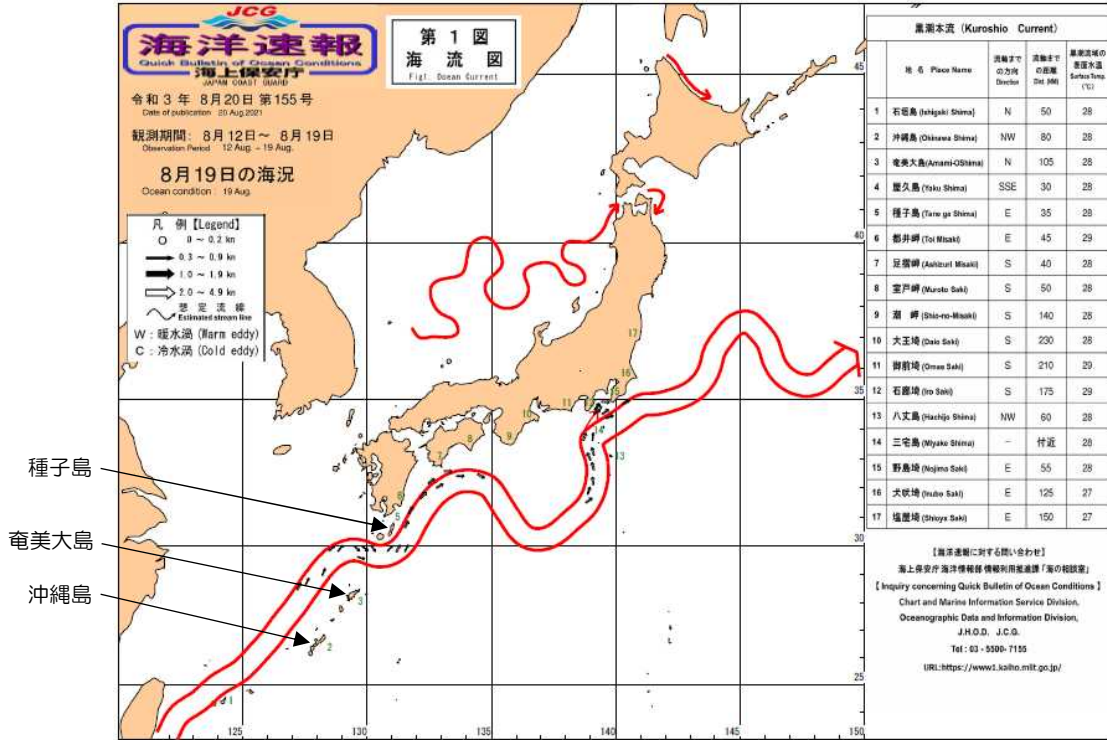 JCG
海洋速報
Quick Bulletin of Ocean Conditions
海上保安庁
JAPAN COAST GUARD
令和3年 8月20日 第155号
Date of publication 20 Aug.2021
観測期間: 8月12日~ 8月19日
Observation Period 12 Aug. - 19 Aug.
8月19日の海況
Ocean condition : 19 Aug.
第1図
海流図
Fig1. Ocean Current
凡 例【Legend】
0 ~ 0.2 kn
0.3 ~ 0.9 kn
1.0 ~ 1.9 kn
2.0 ~ 4.9 kn
想定流線
Estimated stream line
W : 暖水渦 (Warm eddy)
C : 冷水渦 (Cold eddy)
種子島
奄美大島
沖縄島
45
40
35
30
25
125
130
135
140
145
150
1
2
3
5
6
7
8
9
10
11
13
14
15
16
17
黒潮本流 (Kuroshio Current)
地名 Place Name 流軸までの方向 Direction 流軸までの距離 Dist. (NM) 黒潮流域の表面水温 Surface Temp. (℃)
1 石垣島 (Ishigaki Shima) N 50 28
2 沖縄島 (Okinawa Shima) NW 80 28
3 奄美大島 (Amami-OShima) N 105 28
4 屋久島 (Yaku Shima) SSE 30 28
5 種子島 (Tane ga Shima) E 35 28
6 都井岬 (Toi Misaki) E 45 29
7 足摺岬 (Ashizuri Misaki) S 40 28
8 室戸岬 (Muroto Saki) S 50 28
9 潮 岬 (Shio-no-Misaki) S 140 28
10 大王埼 (Daio Saki) S 230 28
11 御前埼 (Omae Saki) S 210 29
12 石廊埼 (Iro Saki) S 175 29
13 八丈島 (Hachijo Shima) NW 60 28
14 三宅島 (Miyake Shima) - 付近 28
15 野島埼 (Nojima Saki) E 55 28
16 犬吠埼 (Inubo Saki) E 125 27
17 塩屋埼 (Shioya Saki) E 150 27
【海洋速報に対する問い合わせ】
海上保安庁 海洋情報部 情報利用推進課「海の相談室」
【 Inquiry concerning Quick Bulletin of Ocean Conditions 】
Chart and Marine Information Service Division,
Oceanographic Data and Information Division,
J.H.O.D. J.C.G.
Tel : 03 - 5500- 7155
URL:https://www1.kaiho.mlit.go.jp/